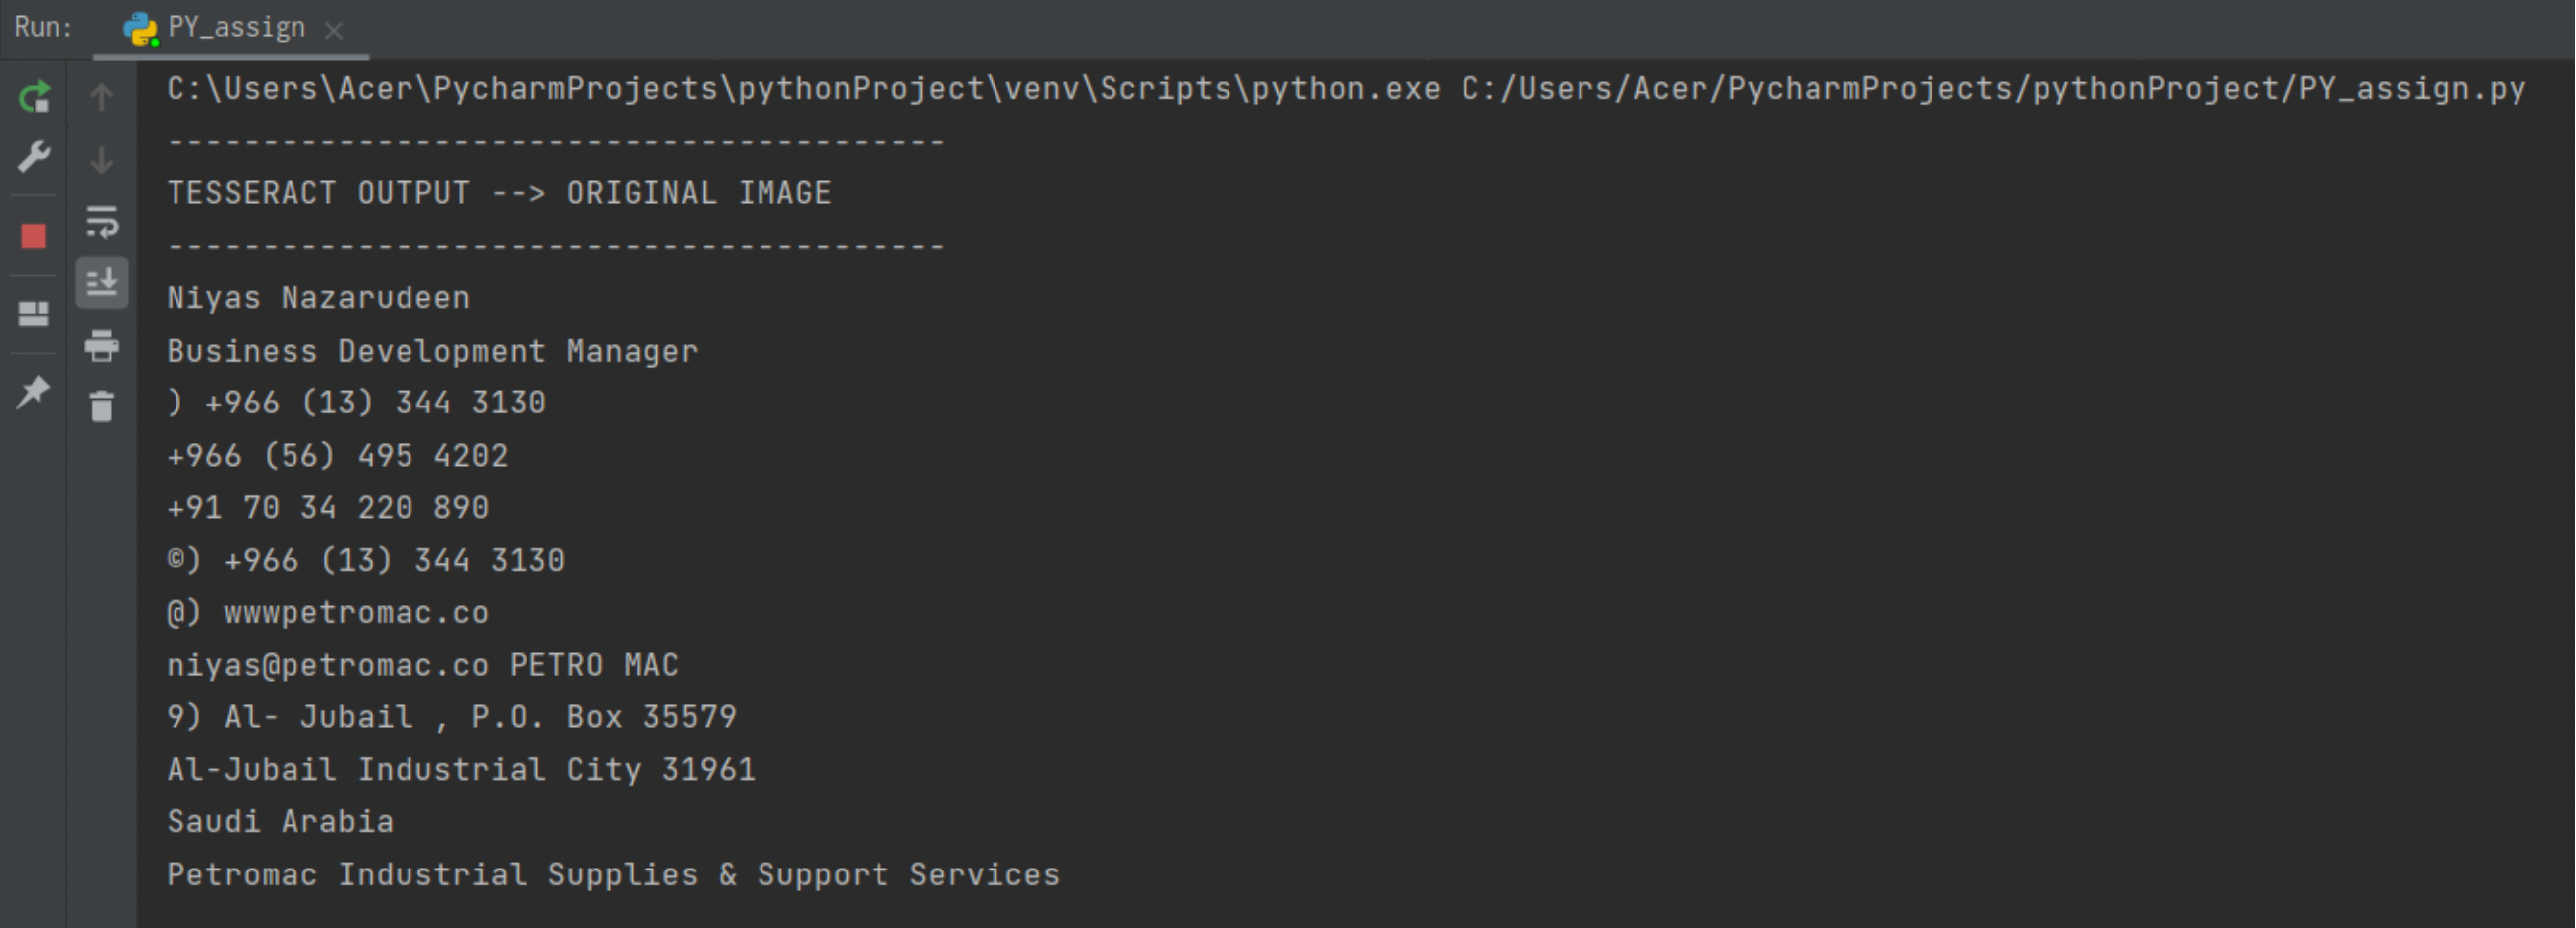 Run: PY_assign
C:\Users\Acer\PycharmProjects\pythonProject\venv\Scripts\python.exe C:/Users/Acer/PycharmProjects/pythonProject/PY_assign.py
-----------------------------------------
TESSERACT OUTPUT --> ORIGINAL IMAGE
-----------------------------------------
Niyas Nazarudeen
Business Development Manager
) +966 (13) 344 3130
+966 (56) 495 4202
+91 70 34 220 890
©) +966 (13) 344 3130
@) wwwpetromac.co
niyas@petromac.co PETRO MAC
9) Al- Jubail , P.O. Box 35579
Al-Jubail Industrial City 31961
Saudi Arabia
Petromac Industrial Supplies & Support Services